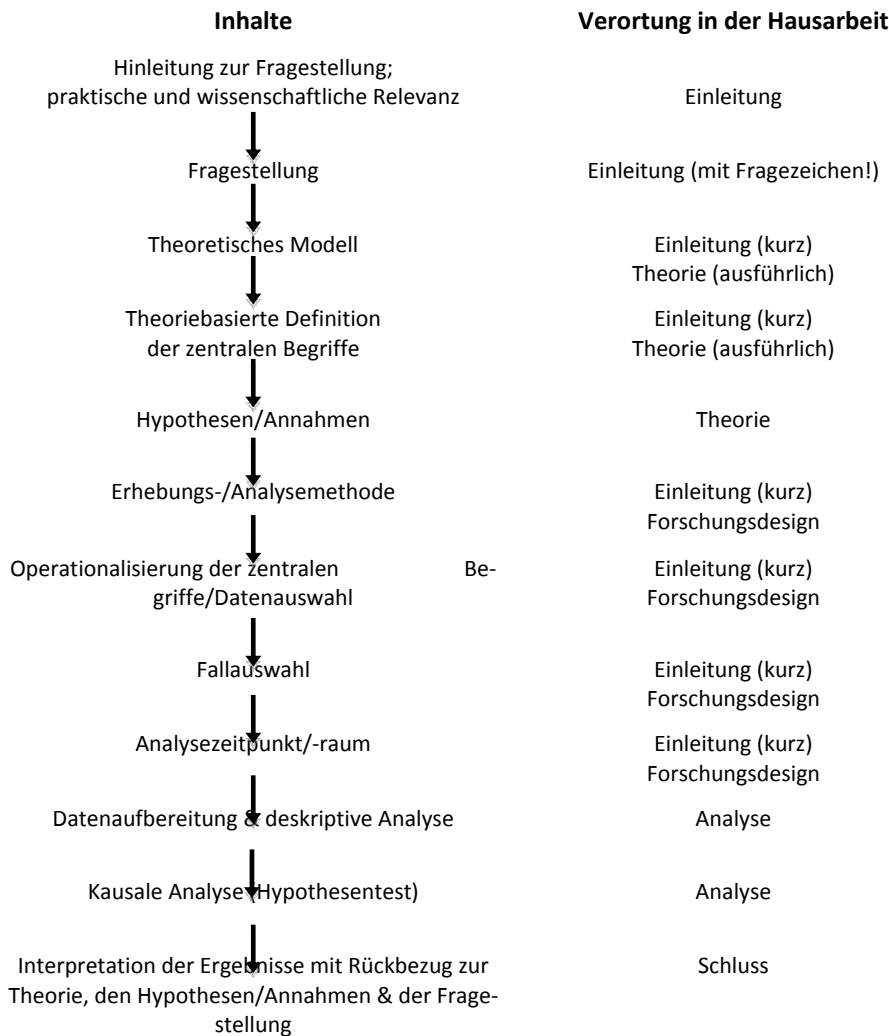 Inhalte Verortung in der Hausarbeit
Hinleitung zur Fragestellung;
praktische und wissenschaftliche Relevanz Einleitung
Fragestellung Einleitung (mit Fragezeichen!)
Theoretisches Modell Einleitung (kurz)
Theorie (ausführlich)
Theoriebasierte Definition Einleitung (kurz)
der zentralen Begriffe Theorie (ausführlich)
Hypothesen/Annahmen Theorie
Erhebungs-/Analysemethode Einleitung (kurz)
Forschungsdesign
Operationalisierung der zentralen Be- Einleitung (kurz)
griffe/Datenauswahl Forschungsdesign
Fallauswahl Einleitung (kurz)
Forschungsdesign
Analysezeitpunkt/-raum Einleitung (kurz)
Forschungsdesign
Datenaufbereitung & deskriptive Analyse Analyse
Kausale Analyse (Hypothesentest) Analyse
Interpretation der Ergebnisse mit Rückbezug zur Schluss
Theorie, den Hypothesen/Annahmen & der Frage-
stellung